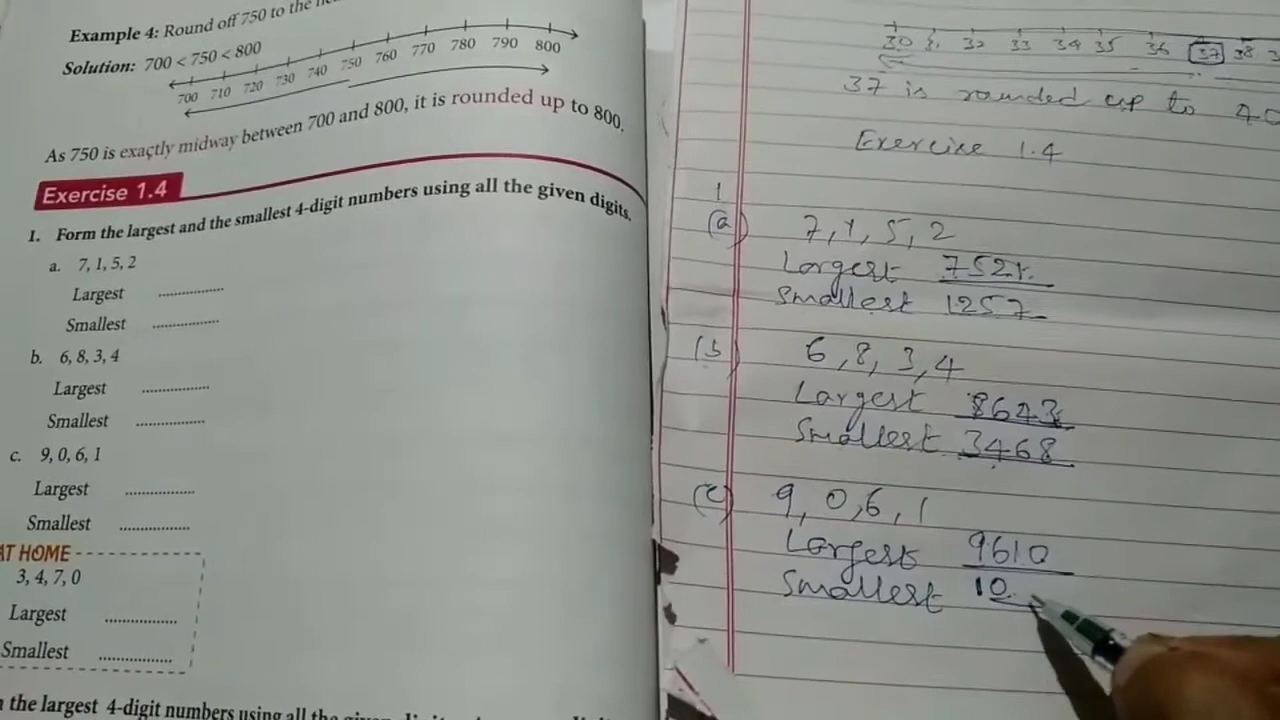 Example 4: Round off 750 to the
Solution: 700 < 750 < 800
700 710 720 730 740 750 760 770 780 790 800
As 750 is exactly midway between 700 and 800, it is rounded up to 800.
Exercise 1.4
1. Form the largest and the smallest 4-digit numbers using all the given digits.
a. 7, 1, 5, 2
Largest ..................
Smallest ..................
b. 6, 8, 3, 4
Largest ..................
Smallest ..................
c. 9, 0, 6, 1
Largest ..................
Smallest ..................
AT HOME
3, 4, 7, 0
Largest ..................
Smallest ..................
the largest 4-digit numbers using all the
30 32 33 34 35 36 37 38
37 is rounded up to 40
Exercise 1.4
1
(a) 7, 1, 5, 2
Largest 7521
Smallest 1257
(b) 6, 8, 3, 4
Largest 8643
Smallest 3468
(c) 9, 0, 6, 1
Largest 9610
Smallest 10